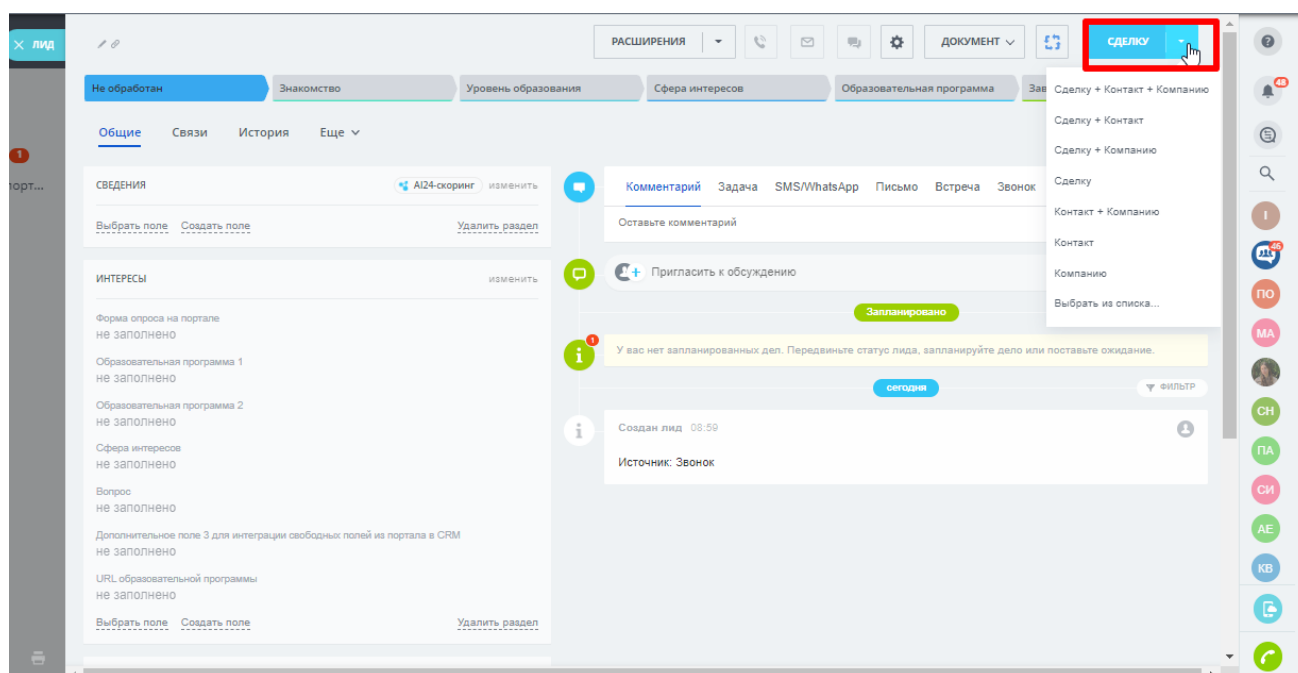 ЛИД
РАСШИРЕНИЯ
ДОКУМЕНТ
СДЕЛКУ
Не обработан
Знакомство
Уровень образования
Сфера интересов
Образовательная программа
Зав
Сделку + Контакт + Компанию
Сделку + Контакт
Сделку + Компанию
Сделку
Контакт + Компанию
Контакт
Компанию
Выбрать из списка...
Общие
Связи
История
Еще
1
порт...
СВЕДЕНИЯ
AI24-скоринг
изменить
Выбрать поле
Создать поле
Удалить раздел
ИНТЕРЕСЫ
изменить
Форма опроса на портале
не заполнено
Образовательная программа 1
не заполнено
Образовательная программа 2
не заполнено
Сфера интересов
не заполнено
Вопрос
не заполнено
Дополнительное поле 3 для интеграции свободных полей из портала в CRM
не заполнено
URL образовательной программы
не заполнено
Выбрать поле
Создать поле
Удалить раздел
Комментарий
Задача
SMS/WhatsApp
Письмо
Встреча
Звонок
Оставьте комментарий
Пригласить к обсуждению
Запланировано
1
У вас нет запланированных дел. Передвиньте статус лида, запланируйте дело или поставьте ожидание.
сегодня
ФИЛЬТР
Создан лид 08:59
Источник: Звонок
?
48
I
46
ПО
МА
СН
ПА
СИ
АЕ
КВ